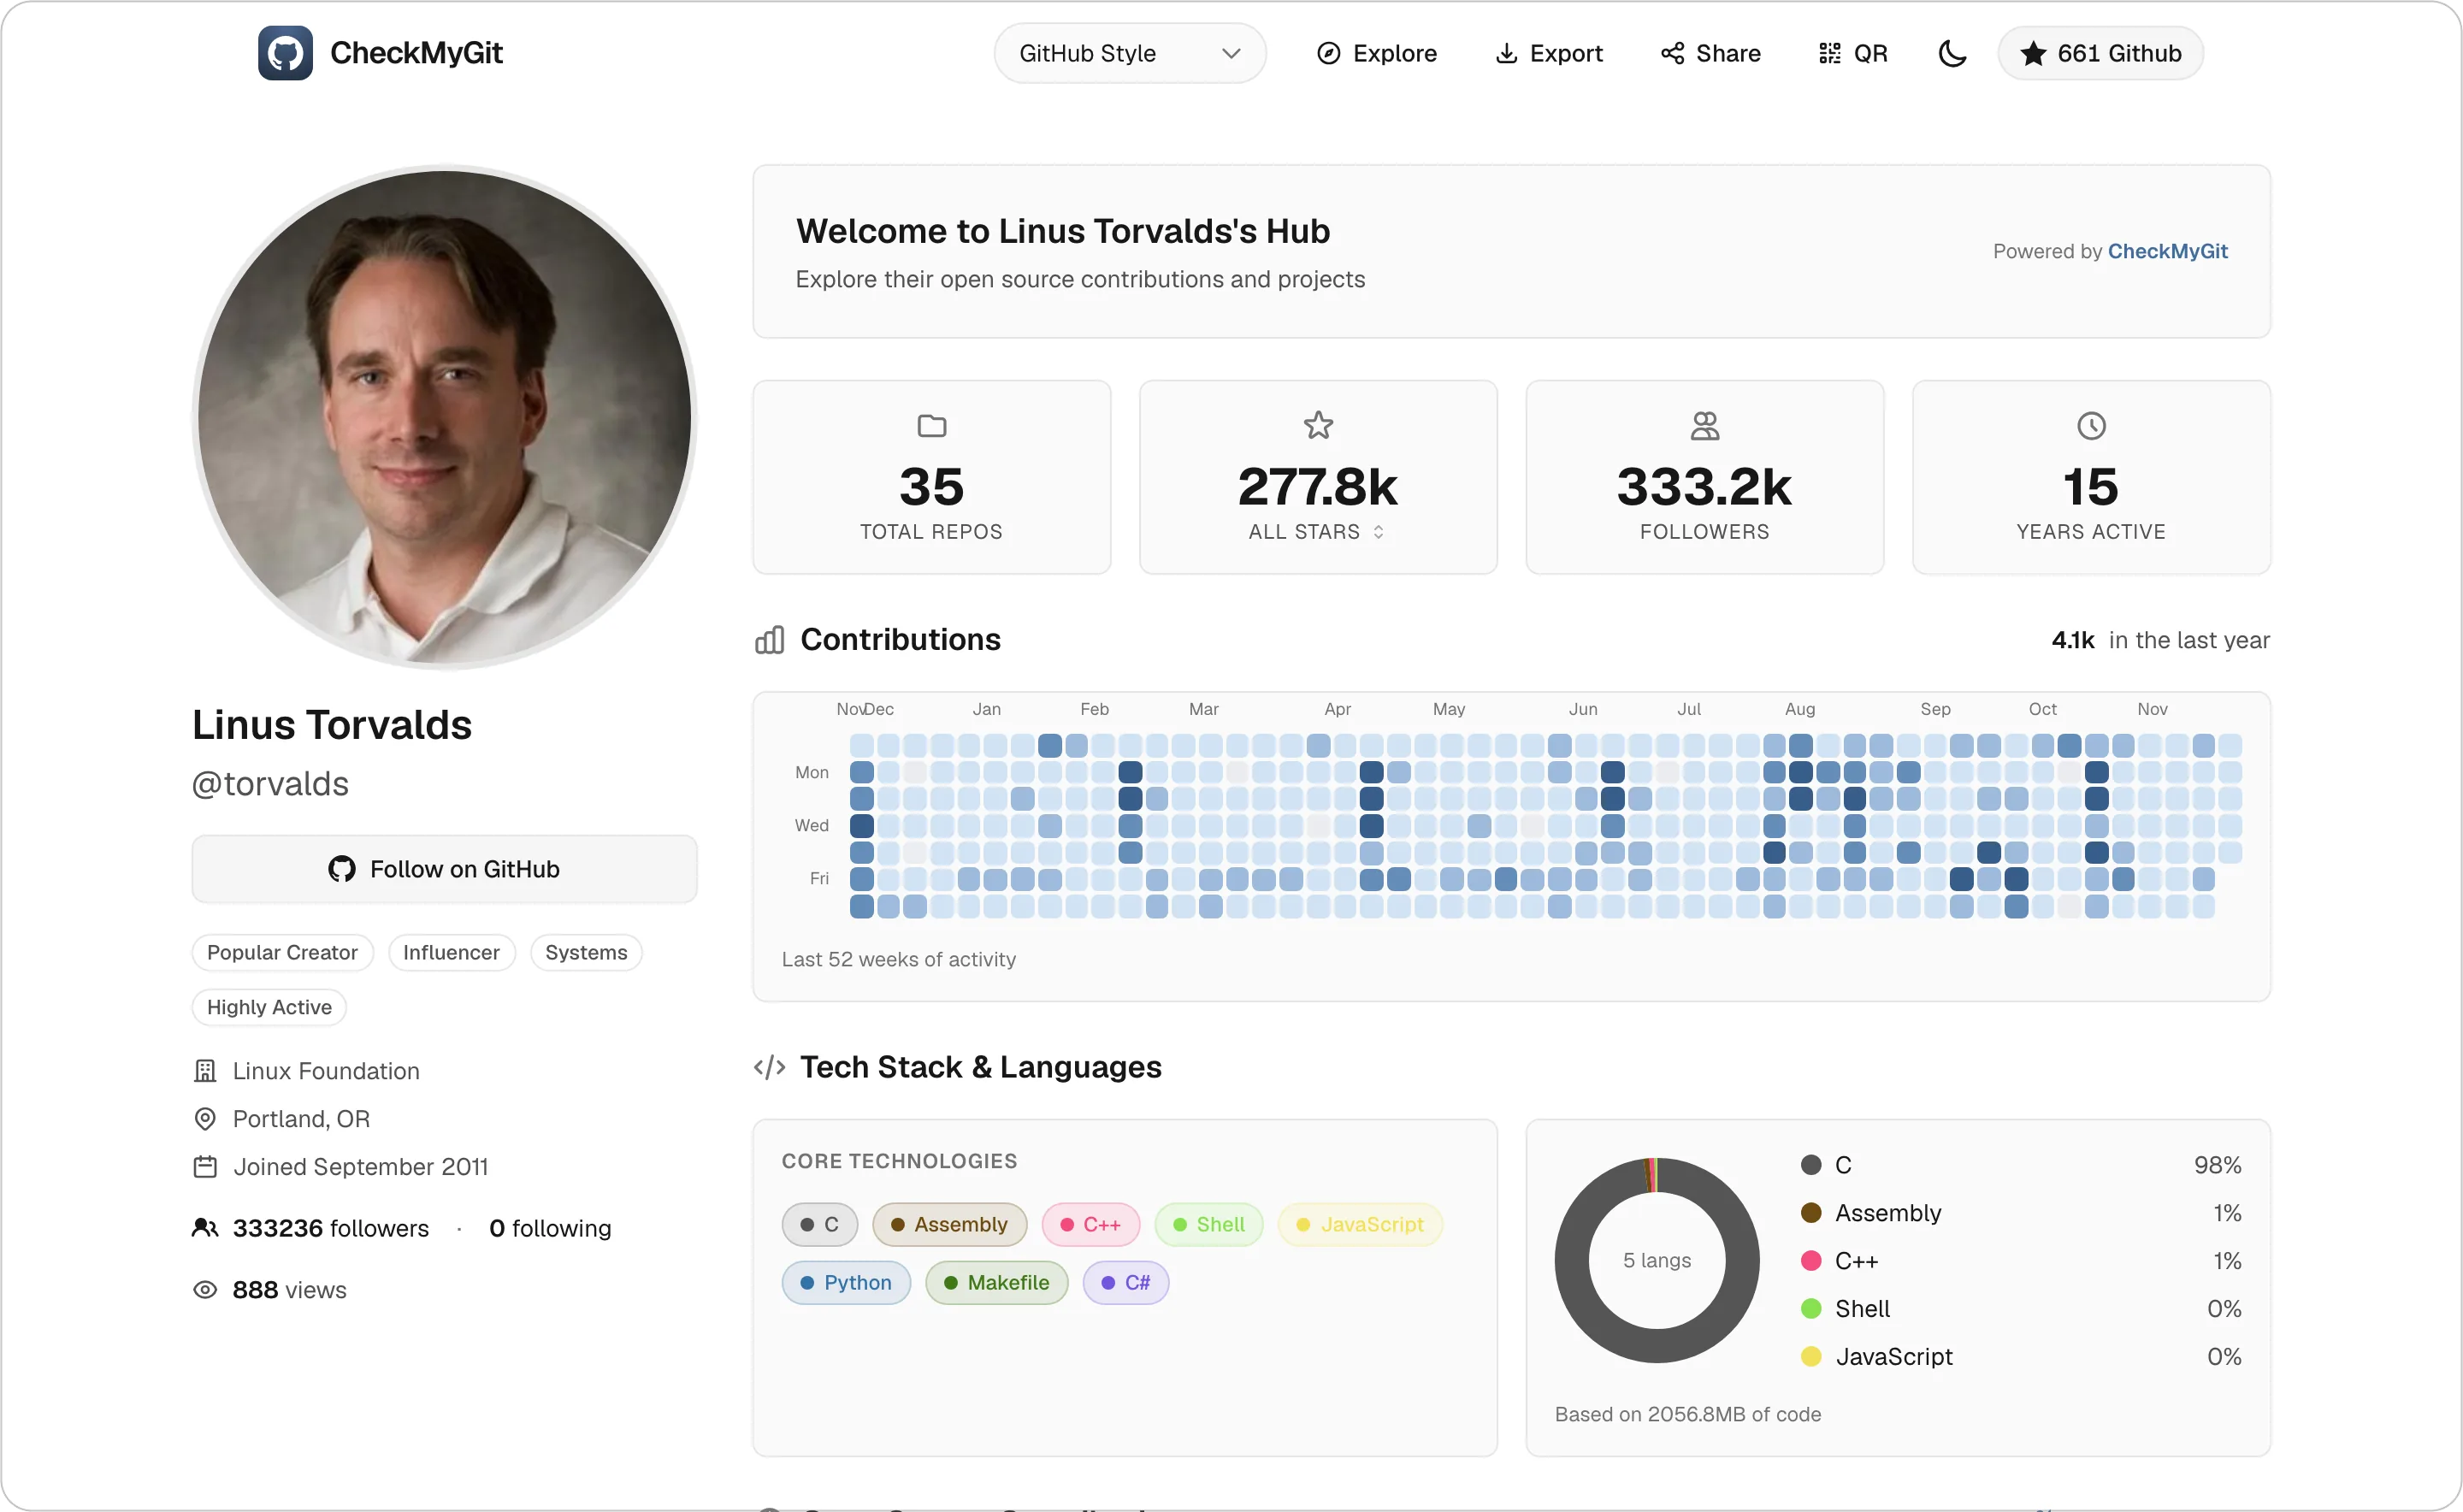 CheckMyGit
GitHub Style
Explore
Export
Share
QR
661 Github
Linus Torvalds
@torvalds
Follow on GitHub
Popular Creator
Influencer
Systems
Highly Active
Linux Foundation
Portland, OR
Joined September 2011
333236 followers · 0 following
888 views
Welcome to Linus Torvalds's Hub
Explore their open source contributions and projects
Powered by CheckMyGit
35
TOTAL REPOS
277.8k
ALL STARS
333.2k
FOLLOWERS
15
YEARS ACTIVE
Contributions
4.1k in the last year
Nov Dec Jan Feb Mar Apr May Jun Jul Aug Sep Oct Nov
Mon
Wed
Fri
Last 52 weeks of activity
Tech Stack & Languages
CORE TECHNOLOGIES
C
Assembly
C++
Shell
JavaScript
Python
Makefile
C#
5 langs
C 98%
Assembly 1%
C++ 1%
Shell 0%
JavaScript 0%
Based on 2056.8MB of code